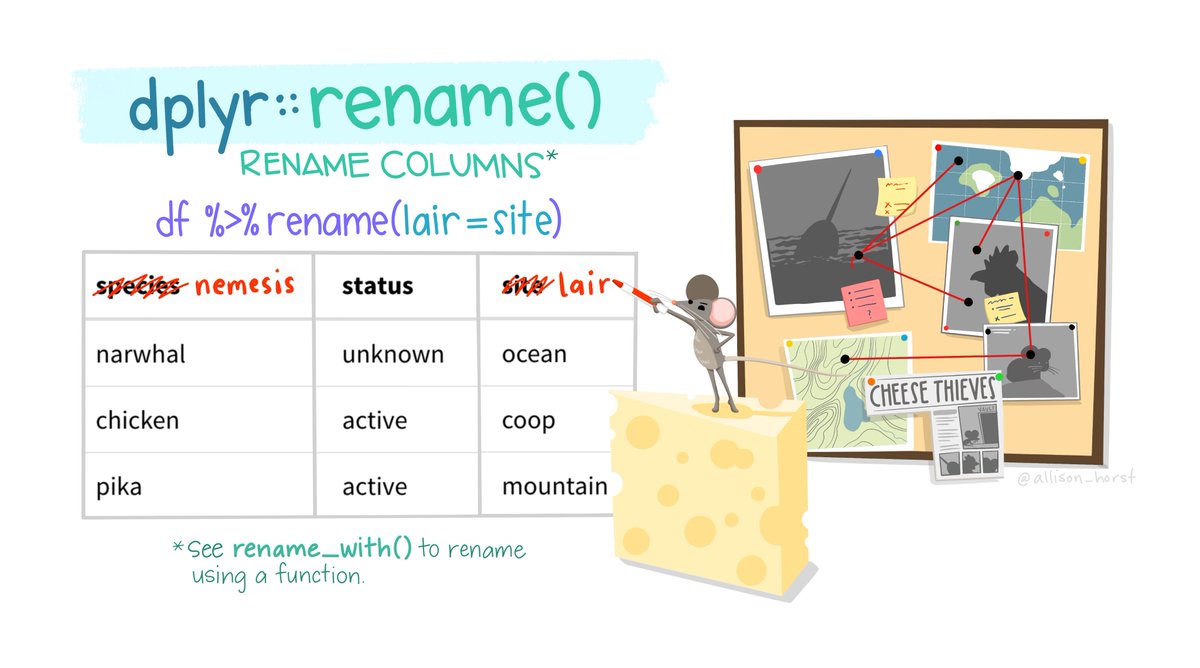 dplyr::rename()
RENAME COLUMNS*
df %>% rename(lair = site)
species nemesis status site lair
narwhal unknown ocean
chicken active coop
pika active mountain
*See rename_with() to rename
using a function.
?
CHEESE THIEVES
VAULT
@allison_horst